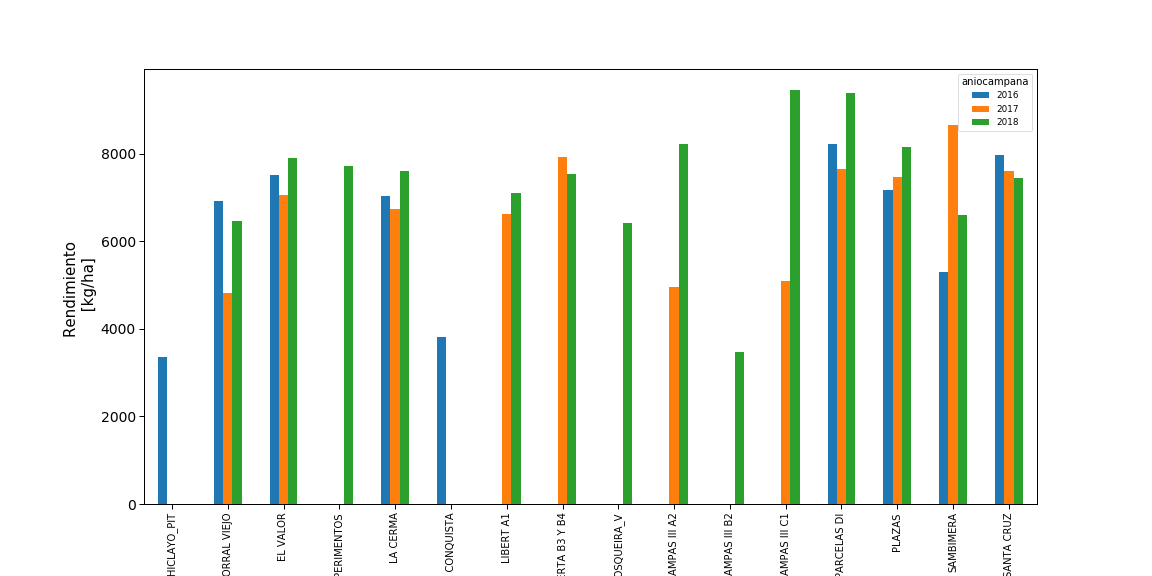 aniocampana
2016
2017
2018
8000
6000
4000
2000
0
Rendimiento
[kg/ha]
HICLAYO_PIT
ORRAL VIEJO
EL VALOR
PERIMENTOS
LA CERMA
CONQUISTA
LIBERT A1
ERTA B3 Y B4
OSQUEIRA_V
AMPAS III A2
AMPAS III B2
AMPAS III C1
PARCELAS DI
PLAZAS
SAMBIMERA
SANTA CRUZ